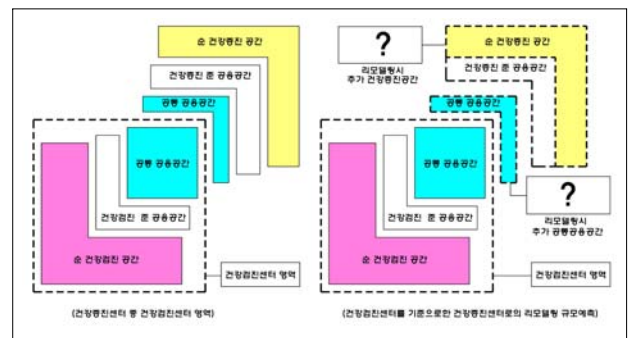 순 건강증진 공간
건강증진 준 공용공간
공통 공용공간
공통 공용공간
건강검진 준 공용공간
순 건강검진 공간
건강검진센터 영역
(건강증진센터 중 건강검진센터 영역)
?
리모델링시
추가 건강증진공간
순 건강증진 공간
건강증진 준 공용공간
공통 공용공간
공통 공용공간
?
리모델링시
추가 공통공용공간
건강검진 준 공용공간
순 건강검진 공간
건강검진센터 영역
(건강검진센터를 기준으로한 건강증진센터로의 리모델링 규모예측)